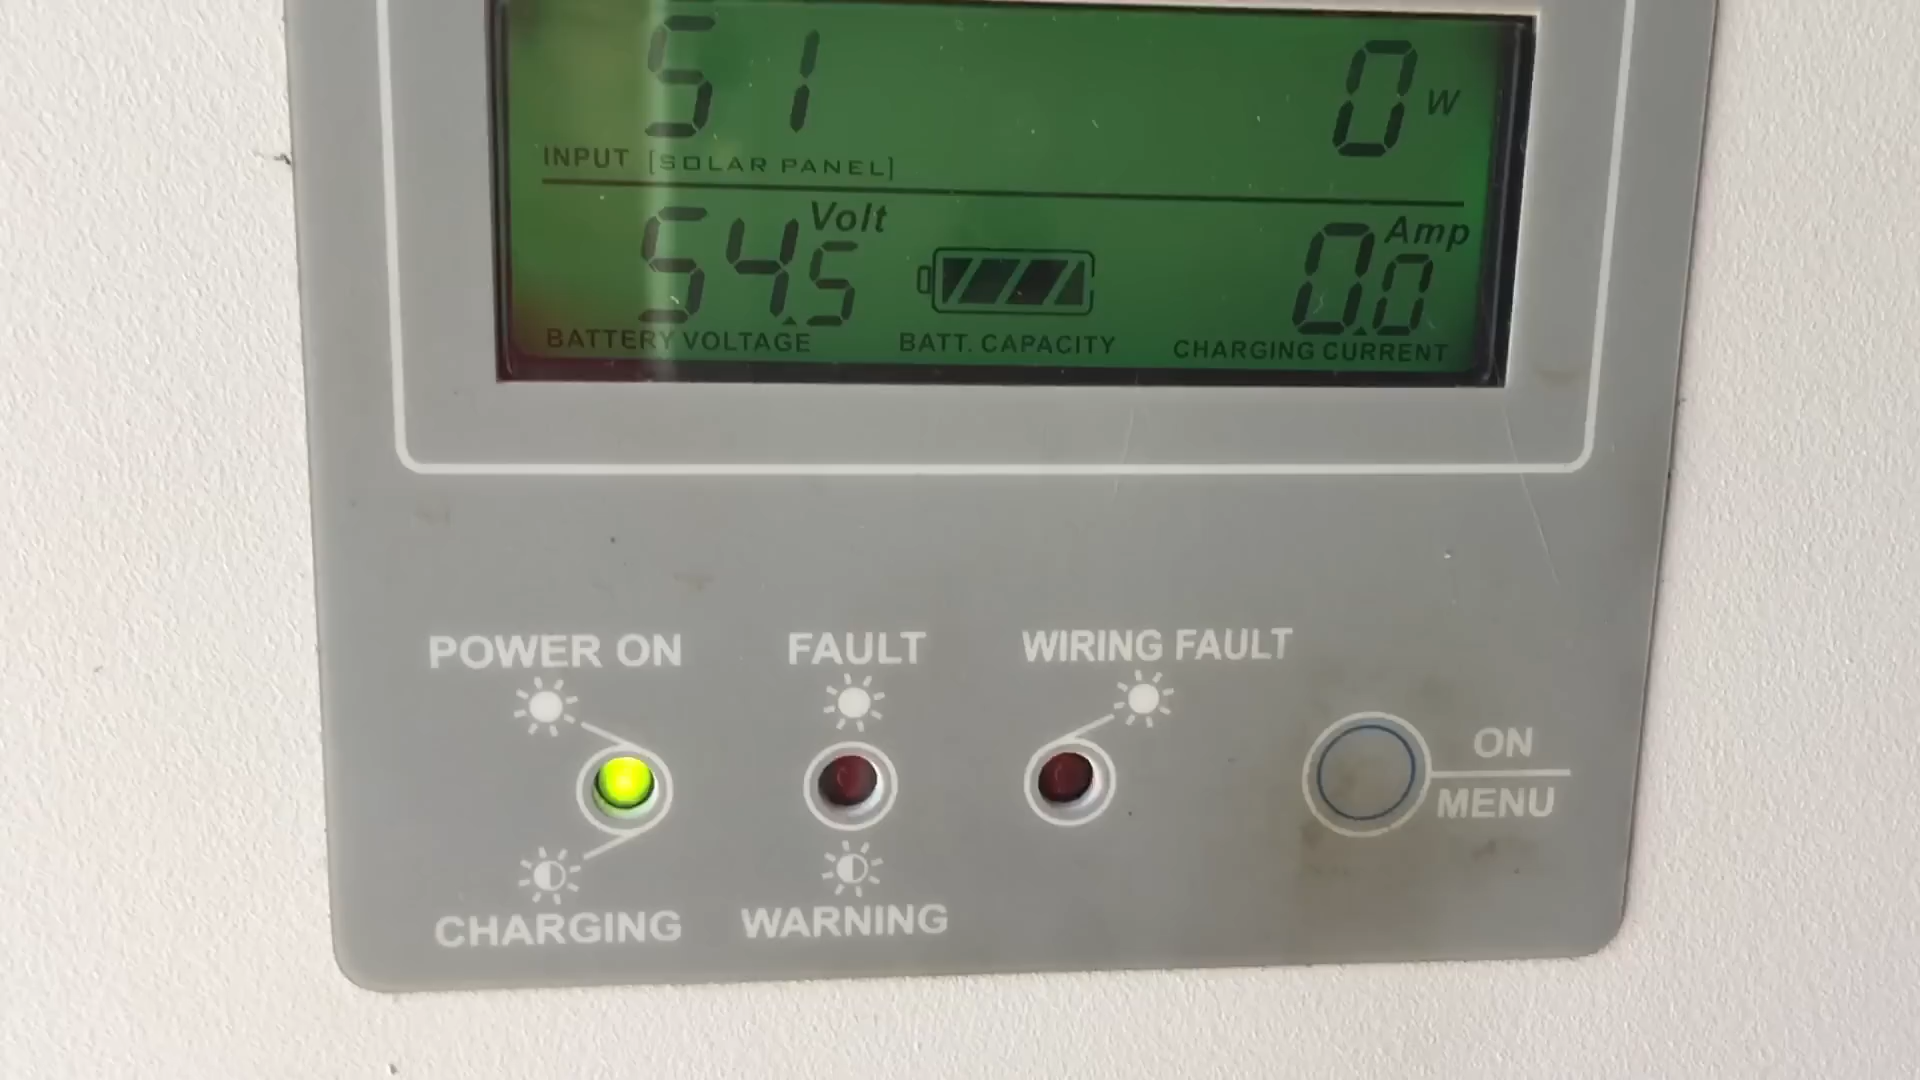 51 0 W
INPUT [SOLAR PANEL]
54.5 Volt 0.0 Amp
BATTERY VOLTAGE BATT. CAPACITY CHARGING CURRENT
POWER ON FAULT WIRING FAULT
ON
MENU
CHARGING WARNING